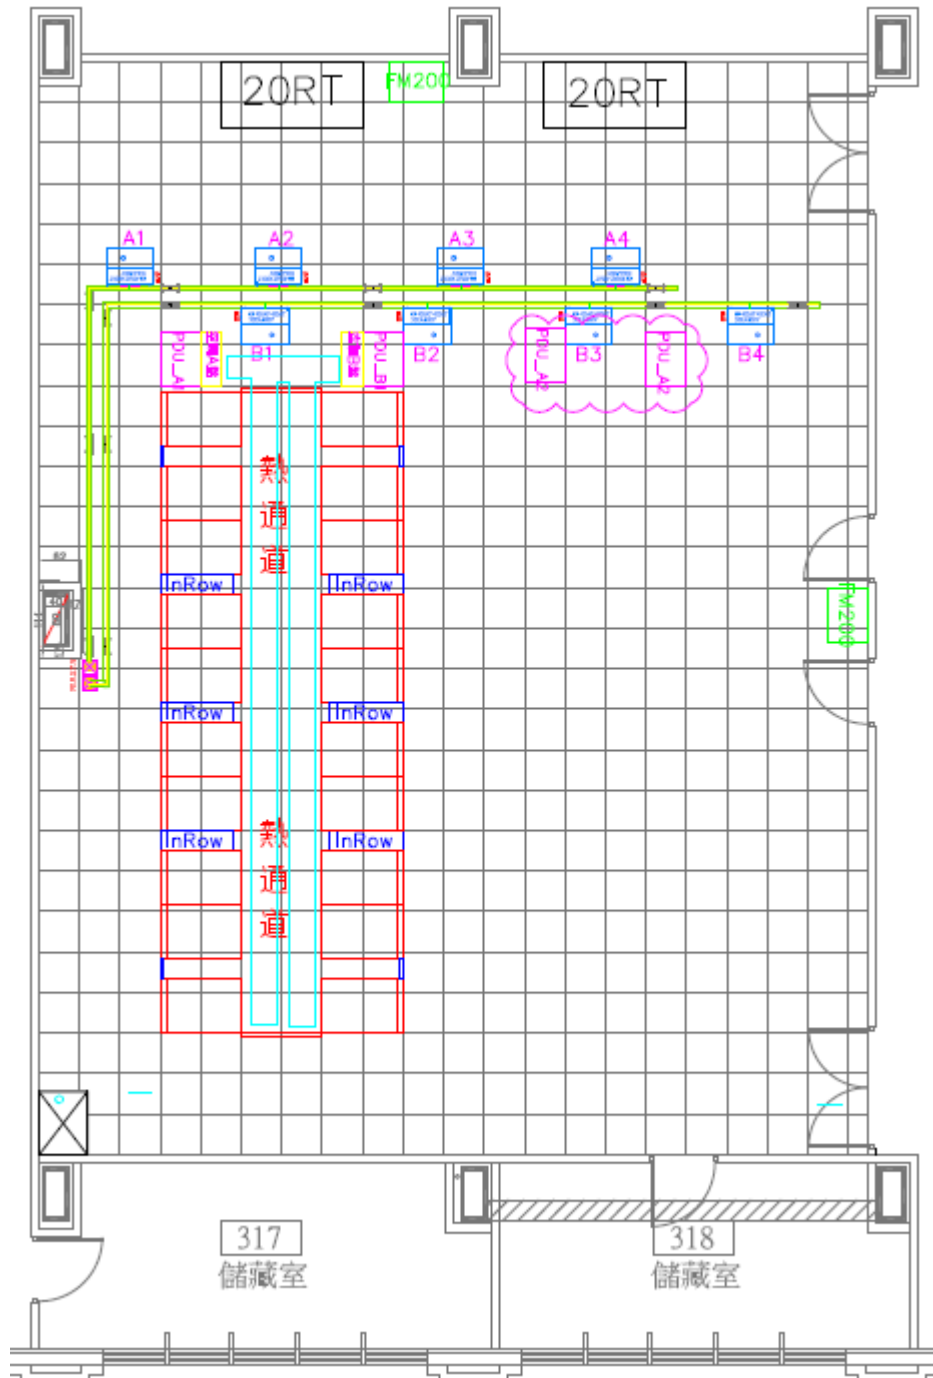 20RT
FM200
20RT
A1
A2
A3
A4
B1
B2
B3
B4
PDU_A1
PDU_B1
PDU_A2
PDU_A2
熱
通
道
InRow
InRow
FM200
InRow
InRow
InRow
InRow
熱
通
道
317
儲藏室
318
儲藏室